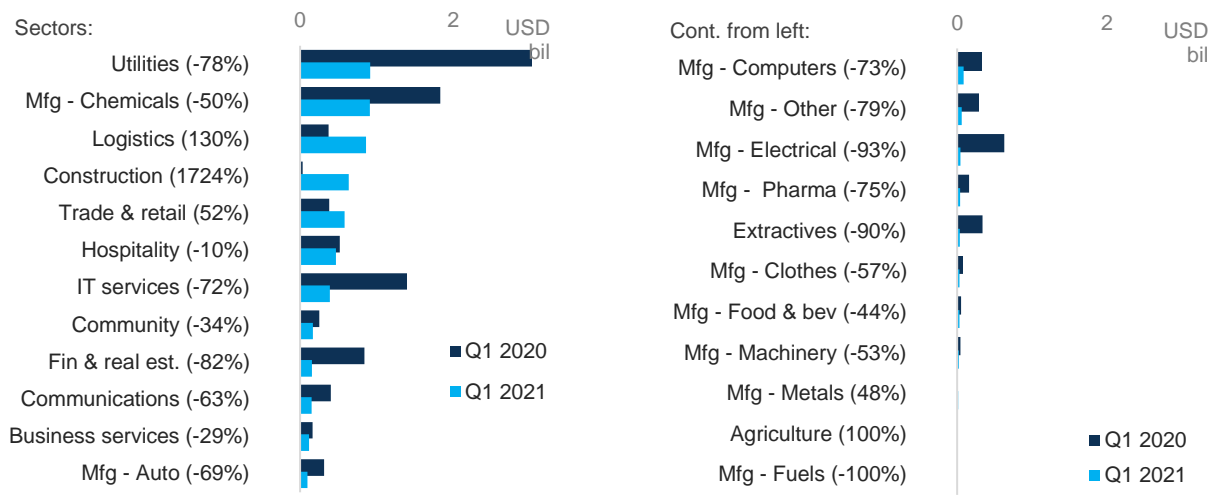 Sectors:
0
2
USD
bil
Utilities (-78%)
Mfg - Chemicals (-50%)
Logistics (130%)
Construction (1724%)
Trade & retail (52%)
Hospitality (-10%)
IT services (-72%)
Community (-34%)
Fin & real est. (-82%)
Communications (-63%)
Business services (-29%)
Mfg - Auto (-69%)
Q1 2020
Q1 2021
Cont. from left:
0
2
USD
bil
Mfg - Computers (-73%)
Mfg - Other (-79%)
Mfg - Electrical (-93%)
Mfg - Pharma (-75%)
Extractives (-90%)
Mfg - Clothes (-57%)
Mfg - Food & bev (-44%)
Mfg - Machinery (-53%)
Mfg - Metals (48%)
Agriculture (100%)
Mfg - Fuels (-100%)
Q1 2020
Q1 2021